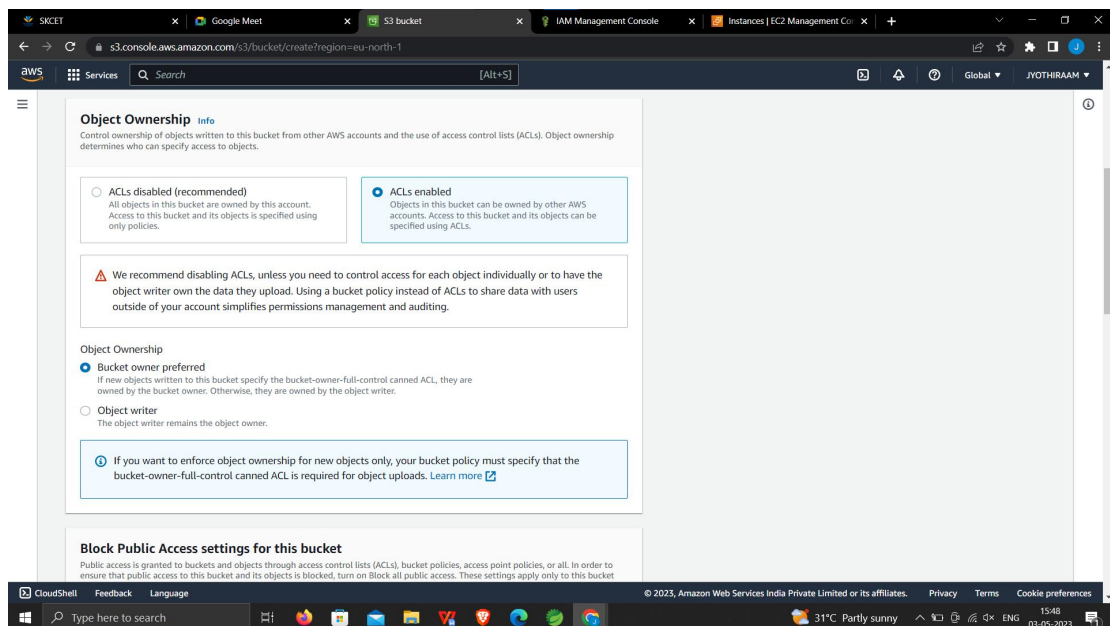 SKCET
Google Meet
S3 bucket
IAM Management Console
Instances | EC2 Management Con
s3.console.aws.amazon.com/s3/bucket/create?region=eu-north-1
J
aws
Services
Search
[Alt+S]
Global
JYOTHIRAAM
Object Ownership Info
Control ownership of objects written to this bucket from other AWS accounts and the use of access control lists (ACLs). Object ownership
determines who can specify access to objects.
ACLs disabled (recommended)
All objects in this bucket are owned by this account.
Access to this bucket and its objects is specified using
only policies.
ACLs enabled
Objects in this bucket can be owned by other AWS
accounts. Access to this bucket and its objects can be
specified using ACLs.
We recommend disabling ACLs, unless you need to control access for each object individually or to have the
object writer own the data they upload. Using a bucket policy instead of ACLs to share data with users
outside of your account simplifies permissions management and auditing.
Object Ownership
Bucket owner preferred
If new objects written to this bucket specify the bucket-owner-full-control canned ACL, they are
owned by the bucket owner. Otherwise, they are owned by the object writer.
Object writer
The object writer remains the object owner.
If you want to enforce object ownership for new objects only, your bucket policy must specify that the
bucket-owner-full-control canned ACL is required for object uploads. Learn more
Block Public Access settings for this bucket
Public access is granted to buckets and objects through access control lists (ACLs), bucket policies, access point policies, or all. In order to
ensure that public access to this bucket and its objects is blocked, turn on Block all public access. These settings apply only to this bucket
CloudShell
Feedback
Language
© 2023, Amazon Web Services India Private Limited or its affiliates.
Privacy
Terms
Cookie preferences
Type here to search
31°C Partly sunny
ENG
15:48
03-05-2023